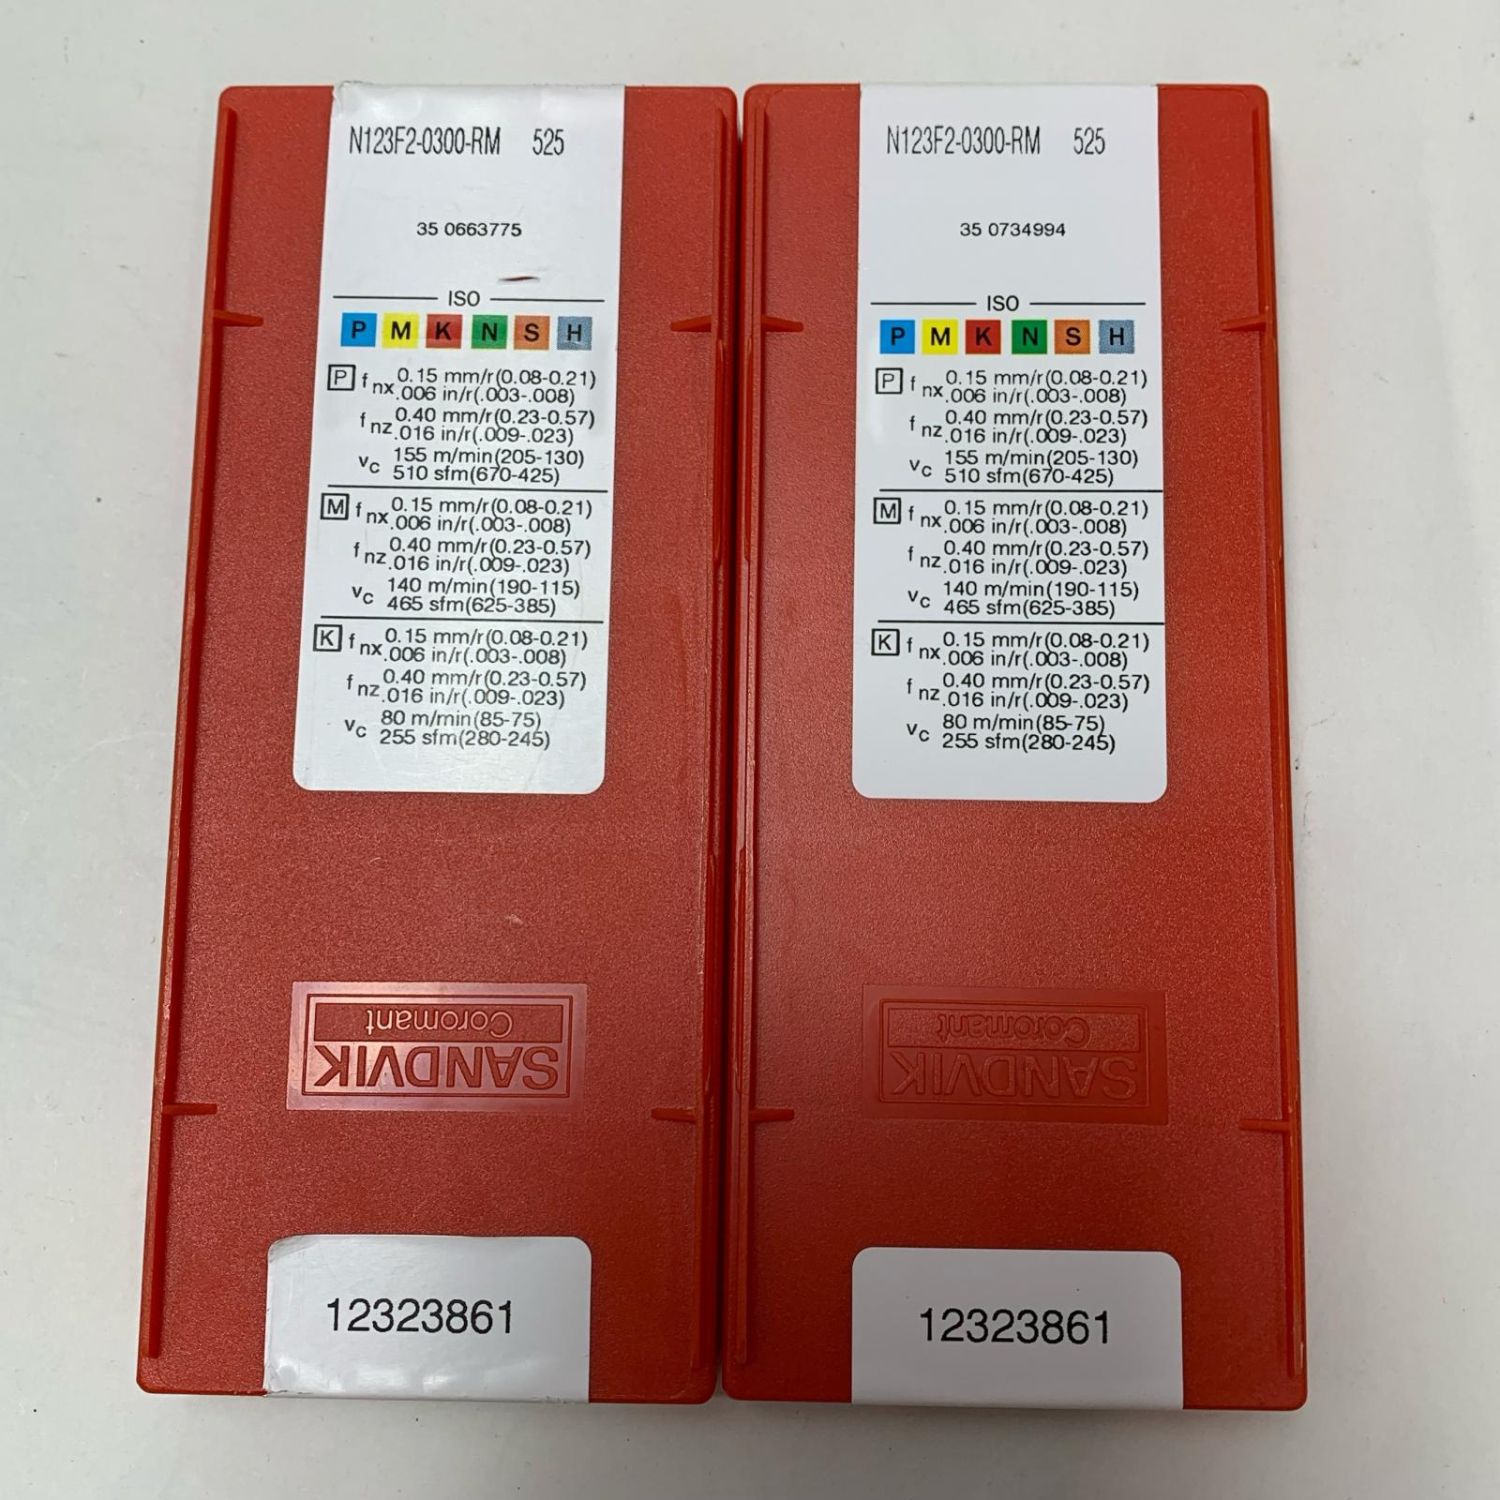 N123F2-0300-RM 525
35 0663775
ISO
P M K N S H
P f nx 0.15 mm/r(0.08-0.21)
.006 in/r(.003-.008)
f nz 0.40 mm/r(0.23-0.57)
.016 in/r(.009-.023)
vc 155 m/min(205-130)
510 sfm(670-425)
M f nx 0.15 mm/r(0.08-0.21)
.006 in/r(.003-.008)
f nz 0.40 mm/r(0.23-0.57)
.016 in/r(.009-.023)
vc 140 m/min(190-115)
465 sfm(625-385)
K f nx 0.15 mm/r(0.08-0.21)
.006 in/r(.003-.008)
f nz 0.40 mm/r(0.23-0.57)
.016 in/r(.009-.023)
vc 80 m/min(85-75)
255 sfm(280-245)
SANDVIK
Coromant
12323861
N123F2-0300-RM 525
35 0734994
ISO
P M K N S H
P f nx 0.15 mm/r(0.08-0.21)
.006 in/r(.003-.008)
f nz 0.40 mm/r(0.23-0.57)
.016 in/r(.009-.023)
vc 155 m/min(205-130)
510 sfm(670-425)
M f nx 0.15 mm/r(0.08-0.21)
.006 in/r(.003-.008)
f nz 0.40 mm/r(0.23-0.57)
.016 in/r(.009-.023)
vc 140 m/min(190-115)
465 sfm(625-385)
K f nx 0.15 mm/r(0.08-0.21)
.006 in/r(.003-.008)
f nz 0.40 mm/r(0.23-0.57)
.016 in/r(.009-.023)
vc 80 m/min(85-75)
255 sfm(280-245)
SANDVIK
Coromant
12323861